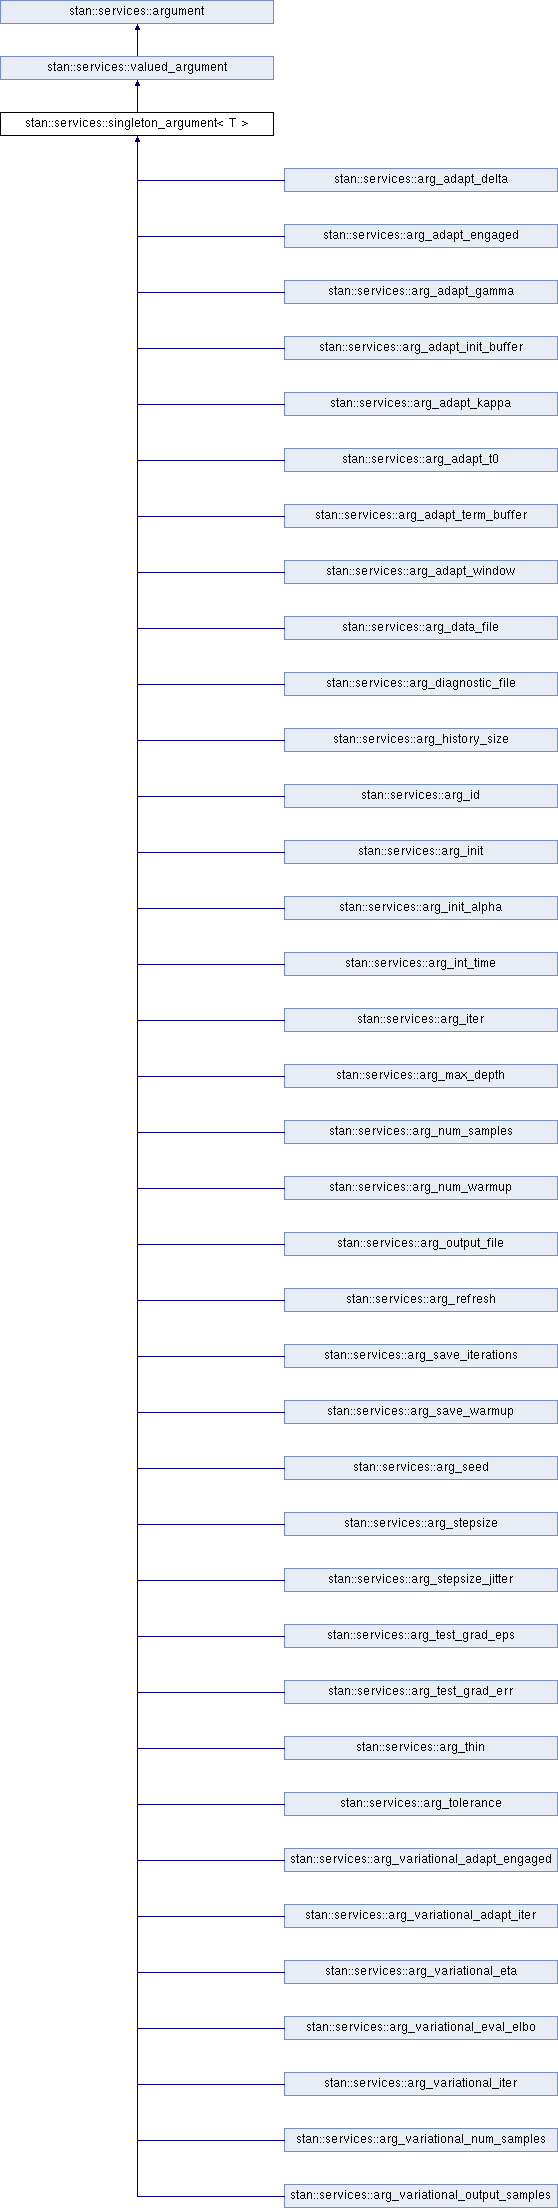 stan::services::argument
stan::services::valued_argument
stan::services::singleton_argument< T >
stan::services::arg_adapt_delta
stan::services::arg_adapt_engaged
stan::services::arg_adapt_gamma
stan::services::arg_adapt_init_buffer
stan::services::arg_adapt_kappa
stan::services::arg_adapt_t0
stan::services::arg_adapt_term_buffer
stan::services::arg_adapt_window
stan::services::arg_data_file
stan::services::arg_diagnostic_file
stan::services::arg_history_size
stan::services::arg_id
stan::services::arg_init
stan::services::arg_init_alpha
stan::services::arg_int_time
stan::services::arg_iter
stan::services::arg_max_depth
stan::services::arg_num_samples
stan::services::arg_num_warmup
stan::services::arg_output_file
stan::services::arg_refresh
stan::services::arg_save_iterations
stan::services::arg_save_warmup
stan::services::arg_seed
stan::services::arg_stepsize
stan::services::arg_stepsize_jitter
stan::services::arg_test_grad_eps
stan::services::arg_test_grad_err
stan::services::arg_thin
stan::services::arg_tolerance
stan::services::arg_variational_adapt_engaged
stan::services::arg_variational_adapt_iter
stan::services::arg_variational_eta
stan::services::arg_variational_eval_elbo
stan::services::arg_variational_iter
stan::services::arg_variational_num_samples
stan::services::arg_variational_output_samples